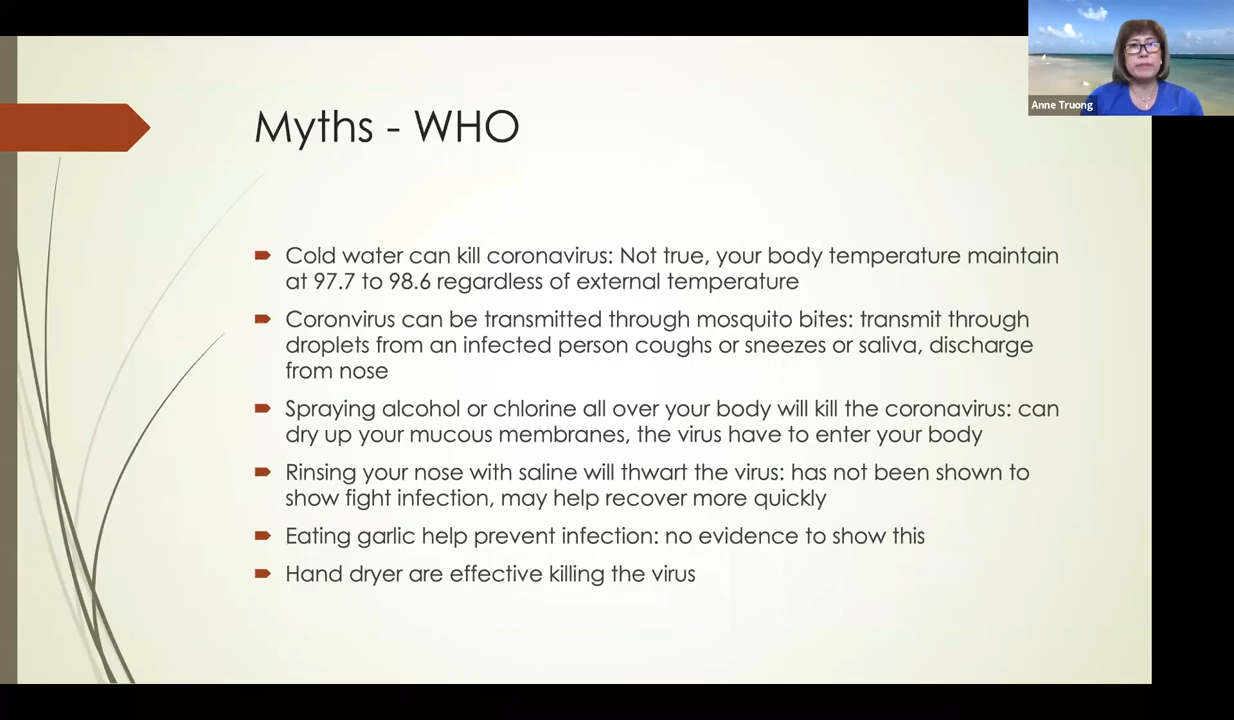 Anne Truong
Myths - WHO
Cold water can kill coronavirus: Not true, your body temperature maintain
at 97.7 to 98.6 regardless of external temperature
Coronvirus can be transmitted through mosquito bites: transmit through
droplets from an infected person coughs or sneezes or saliva, discharge
from nose
Spraying alcohol or chlorine all over your body will kill the coronavirus: can
dry up your mucous membranes, the virus have to enter your body
Rinsing your nose with saline will thwart the virus: has not been shown to
show fight infection, may help recover more quickly
Eating garlic help prevent infection: no evidence to show this
Hand dryer are effective killing the virus